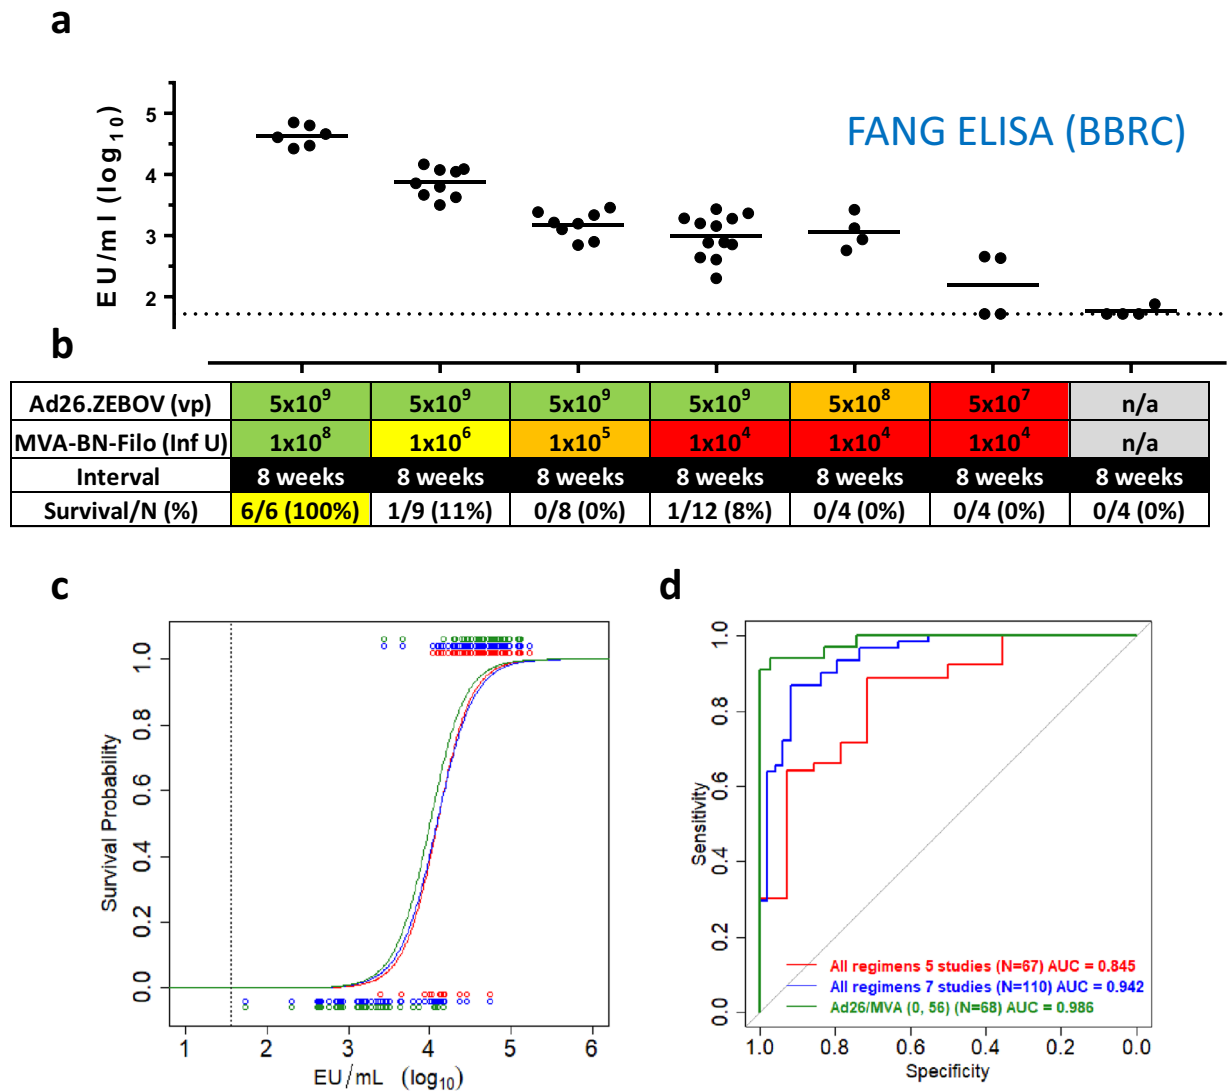 a
FANG ELISA (BBRC)
EU/ml (log10)
5
4
3
2
b
Ad26.ZEBOV (vp) 5x10^9 5x10^9 5x10^9 5x10^9 5x10^8 5x10^7 n/a
MVA-BN-Filo (Inf U) 1x10^8 1x10^6 1x10^5 1x10^4 1x10^4 1x10^4 n/a
Interval 8 weeks 8 weeks 8 weeks 8 weeks 8 weeks 8 weeks 8 weeks
Survival/N (%) 6/6 (100%) 1/9 (11%) 0/8 (0%) 1/12 (8%) 0/4 (0%) 0/4 (0%) 0/4 (0%)
c
Survival Probability
1.0
0.8
0.6
0.4
0.2
0.0
1 2 3 4 5 6
EU/mL (log10)
d
Sensitivity
1.0
0.8
0.6
0.4
0.2
0.0
All regimens 5 studies (N=67) AUC = 0.845
All regimens 7 studies (N=110) AUC = 0.942
Ad26/MVA (0, 56) (N=68) AUC = 0.986
1.0 0.8 0.6 0.4 0.2 0.0
Specificity